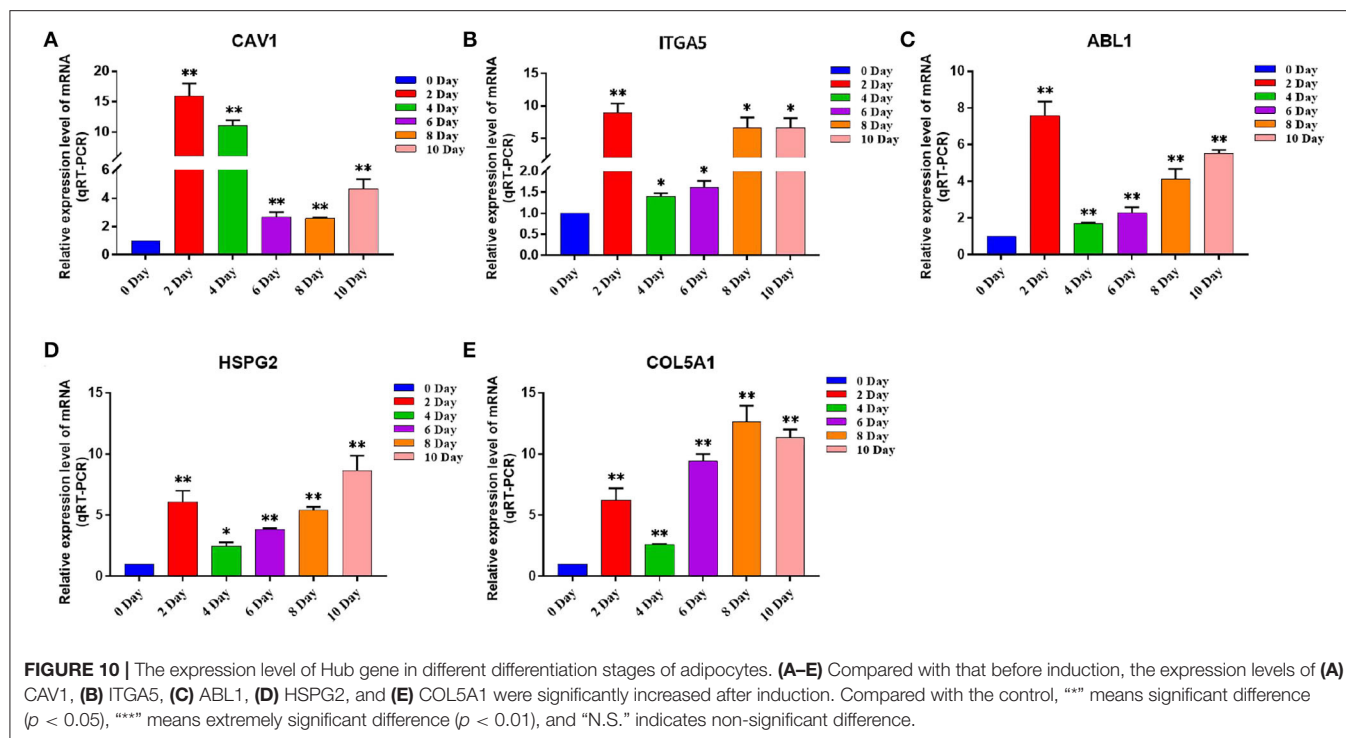 A
CAV1
Relative expression level of mRNA
(qRT-PCR)
20
15
10
6
4
2
0
**
**
**
**
**
0 Day
2 Day
4 Day
6 Day
8 Day
10 Day
0 Day
2 Day
4 Day
6 Day
8 Day
10 Day
B
ITGA5
Relative expression level of mRNA
(qRT-PCR)
15
10
5
2.0
1.5
1.0
0.5
0.0
**
*
*
*
*
0 Day
2 Day
4 Day
6 Day
8 Day
10 Day
0 Day
2 Day
4 Day
6 Day
8 Day
10 Day
C
ABL1
Relative expression level of mRNA
(qRT-PCR)
10
8
6
4
2
0
**
**
**
**
**
0 Day
2 Day
4 Day
6 Day
8 Day
10 Day
0 Day
2 Day
4 Day
6 Day
8 Day
10 Day
D
HSPG2
Relative expression level of mRNA
(qRT-PCR)
15
10
5
0
**
*
**
**
**
0 Day
2 Day
4 Day
6 Day
8 Day
10 Day
0 Day
2 Day
4 Day
6 Day
8 Day
10 Day
E
COL5A1
Relative expression level of mRNA
(qRT-PCR)
15
10
5
0
**
**
**
**
**
0 Day
2 Day
4 Day
6 Day
8 Day
10 Day
0 Day
2 Day
4 Day
6 Day
8 Day
10 Day
FIGURE 10 | The expression level of Hub gene in different differentiation stages of adipocytes. (A–E) Compared with that before induction, the expression levels of (A)
CAV1, (B) ITGA5, (C) ABL1, (D) HSPG2, and (E) COL5A1 were significantly increased after induction. Compared with the control, “*” means significant difference
(p < 0.05), “**” means extremely significant difference (p < 0.01), and “N.S.” indicates non-significant difference.